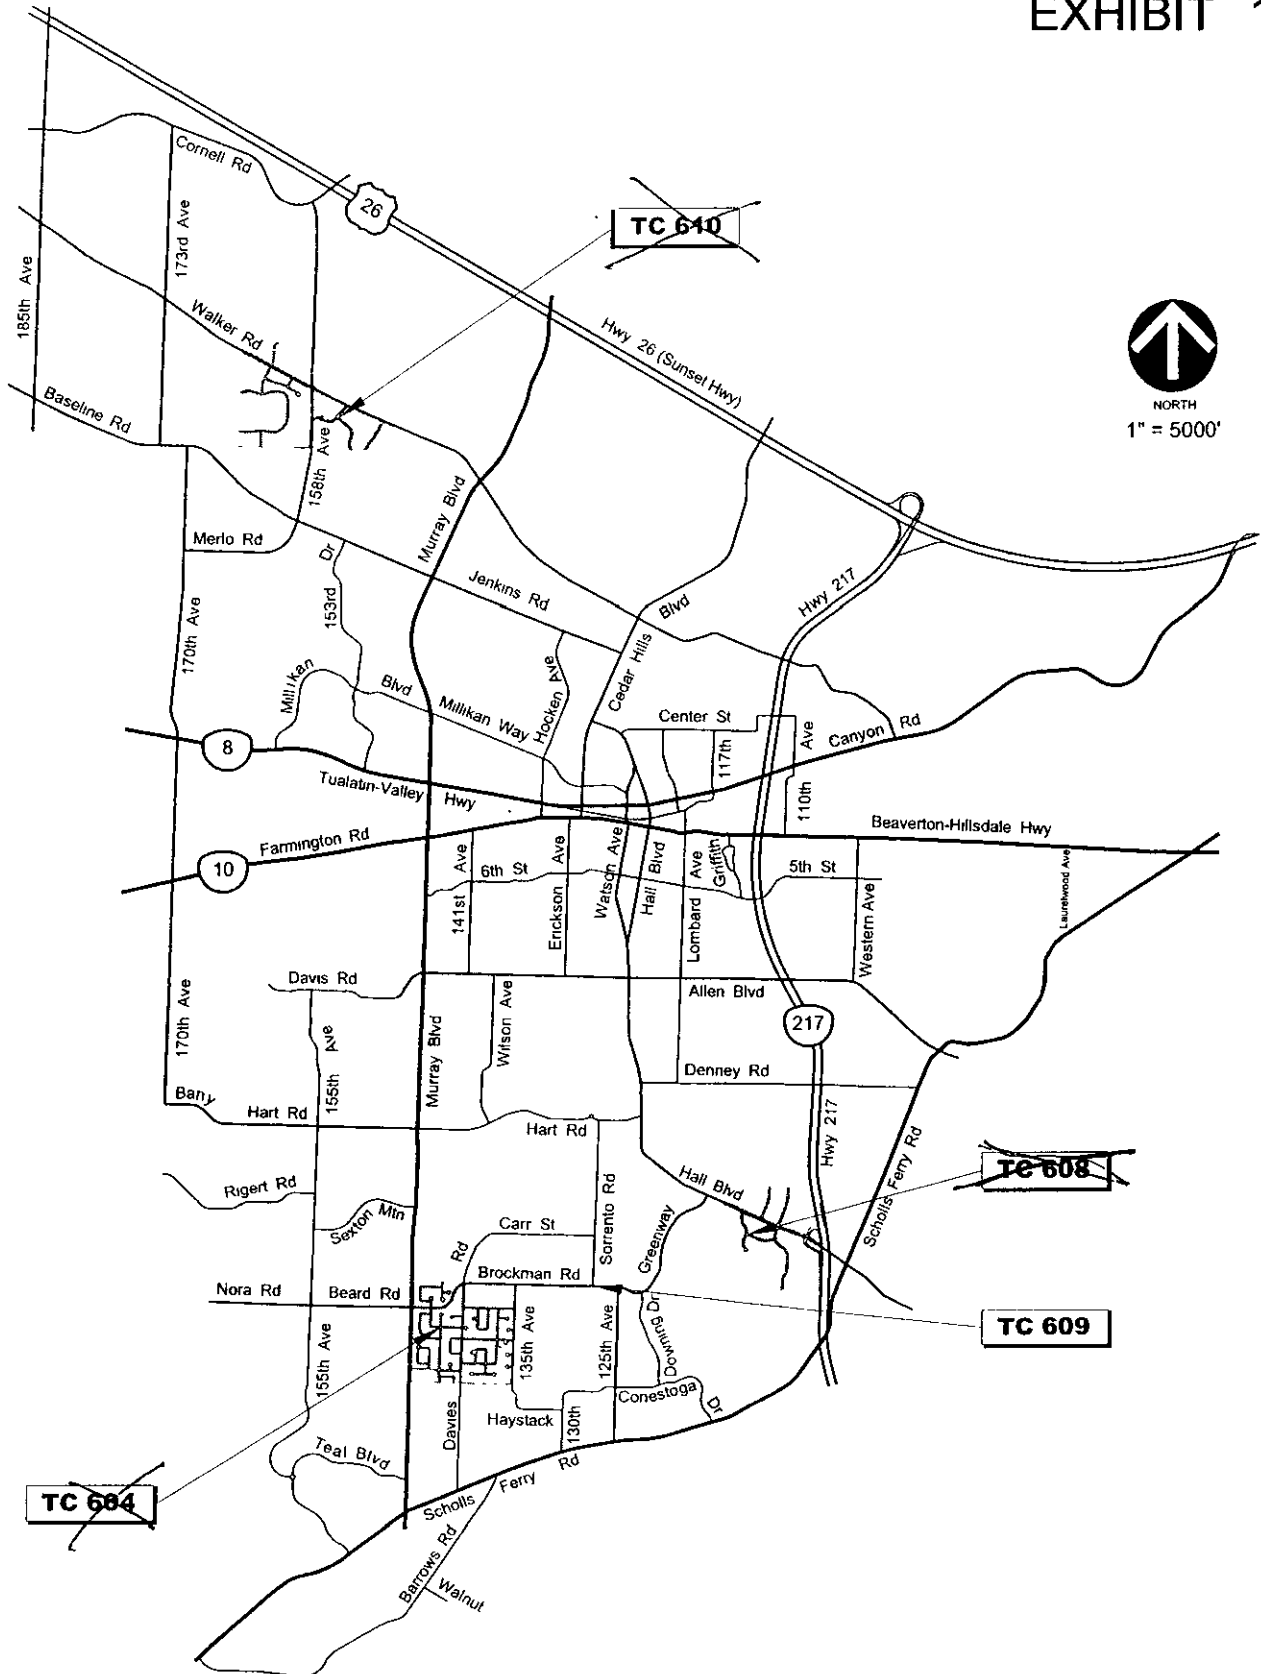 EXHIBIT
Cornell Rd
26
TC 610
173rd Ave
185th Ave
Walker Rd
Hwy 26 (Sunset Hwy)
NORTH
1" = 5000'
Baseline Rd
158th Ave
Murray Blvd
Merlo Rd
153rd Dr
Jenkins Rd
Hwy 217
Blvd
170th Ave
Cedar Hills
Hocken Ave
Millikan
Blvd
Millikan Way
Center St
117th
110th Ave
Canyon Rd
8
Tualatin-Valley Hwy
Farmington Rd
10
Beaverton-Hillsdale Hwy
141st Ave
6th St
Erickson Ave
Watson Ave
Hall Blvd
Lombard Ave
Griffith
5th St
Western Ave
Laurelwood Ave
Davis Rd
Allen Blvd
170th Ave
155th Ave
Murray Blvd
Wilson Ave
217
Denney Rd
Bany
Hart Rd
Hart Rd
Hwy 217
Scholls Ferry Rd
TC 608
Rigert Rd
Sexton Mtn
Hall Blvd
Carr St
Sorrento Rd
Greenway
Rd
Brockman Rd
Nora Rd
Beard Rd
TC 609
155th Ave
135th Ave
125th Ave
Downing Dr
Conestoga Dr
Haystack
130th
Davies
Teal Blvd
TC 604
Scholls Ferry Rd
Barrows Rd
Walnut